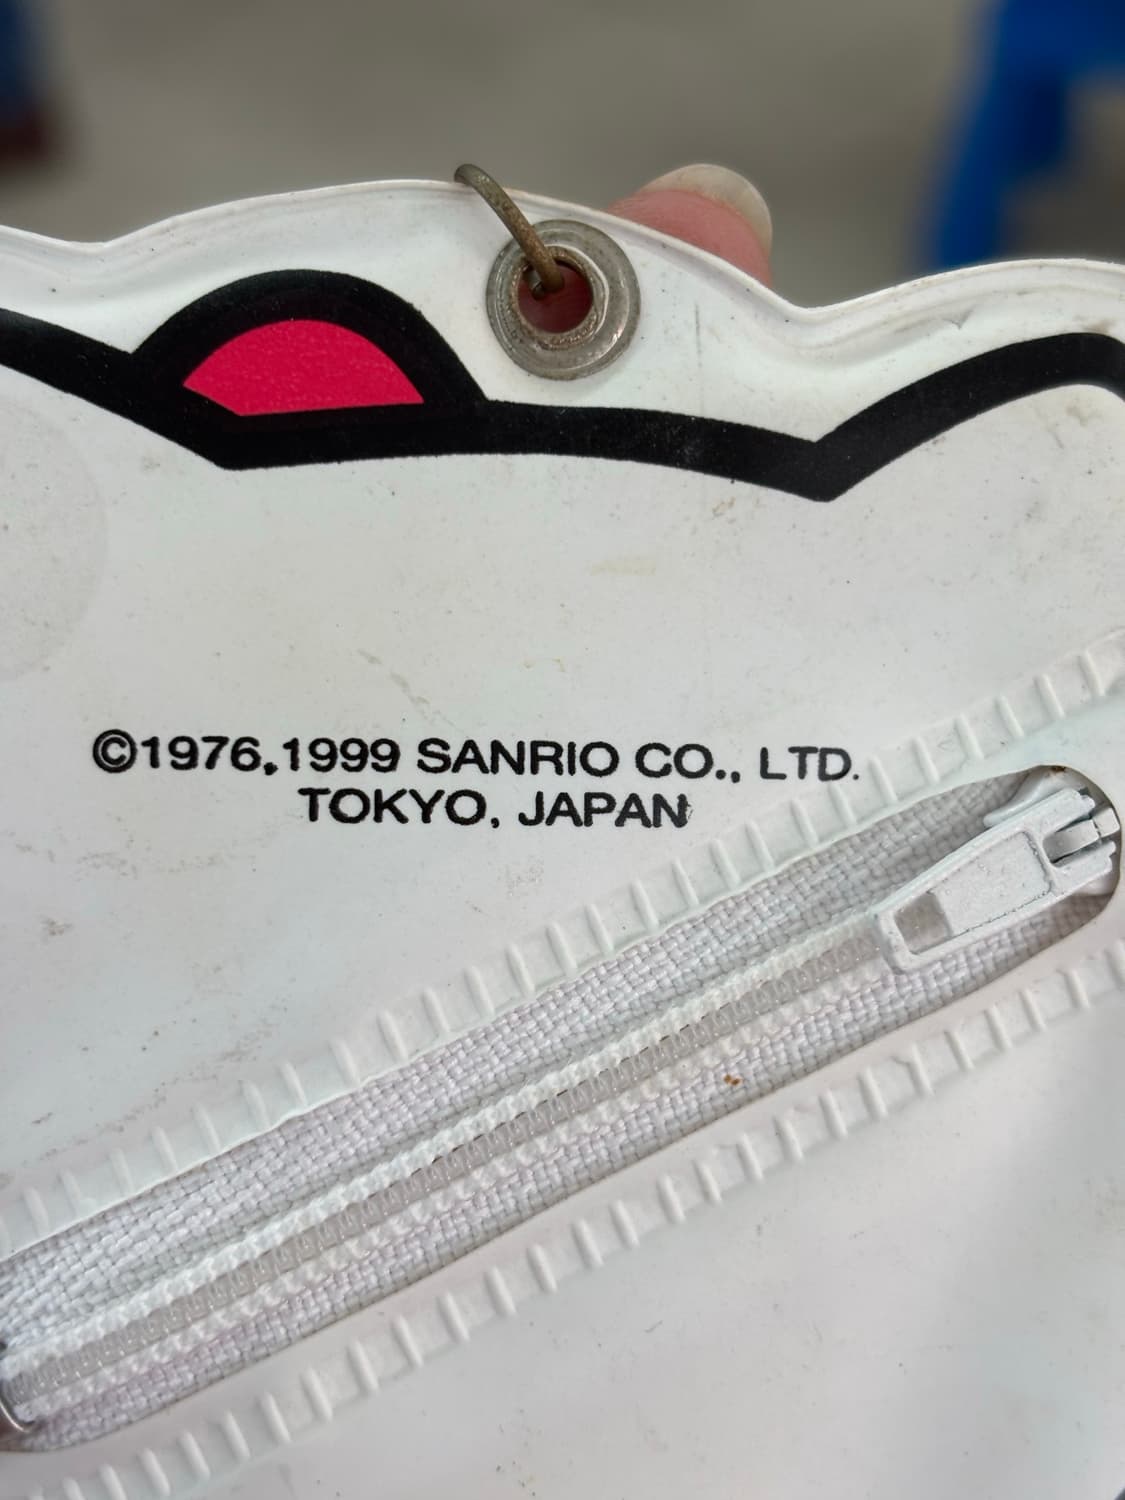 ©1976,1999 SANRIO CO., LTD.
TOKYO, JAPAN